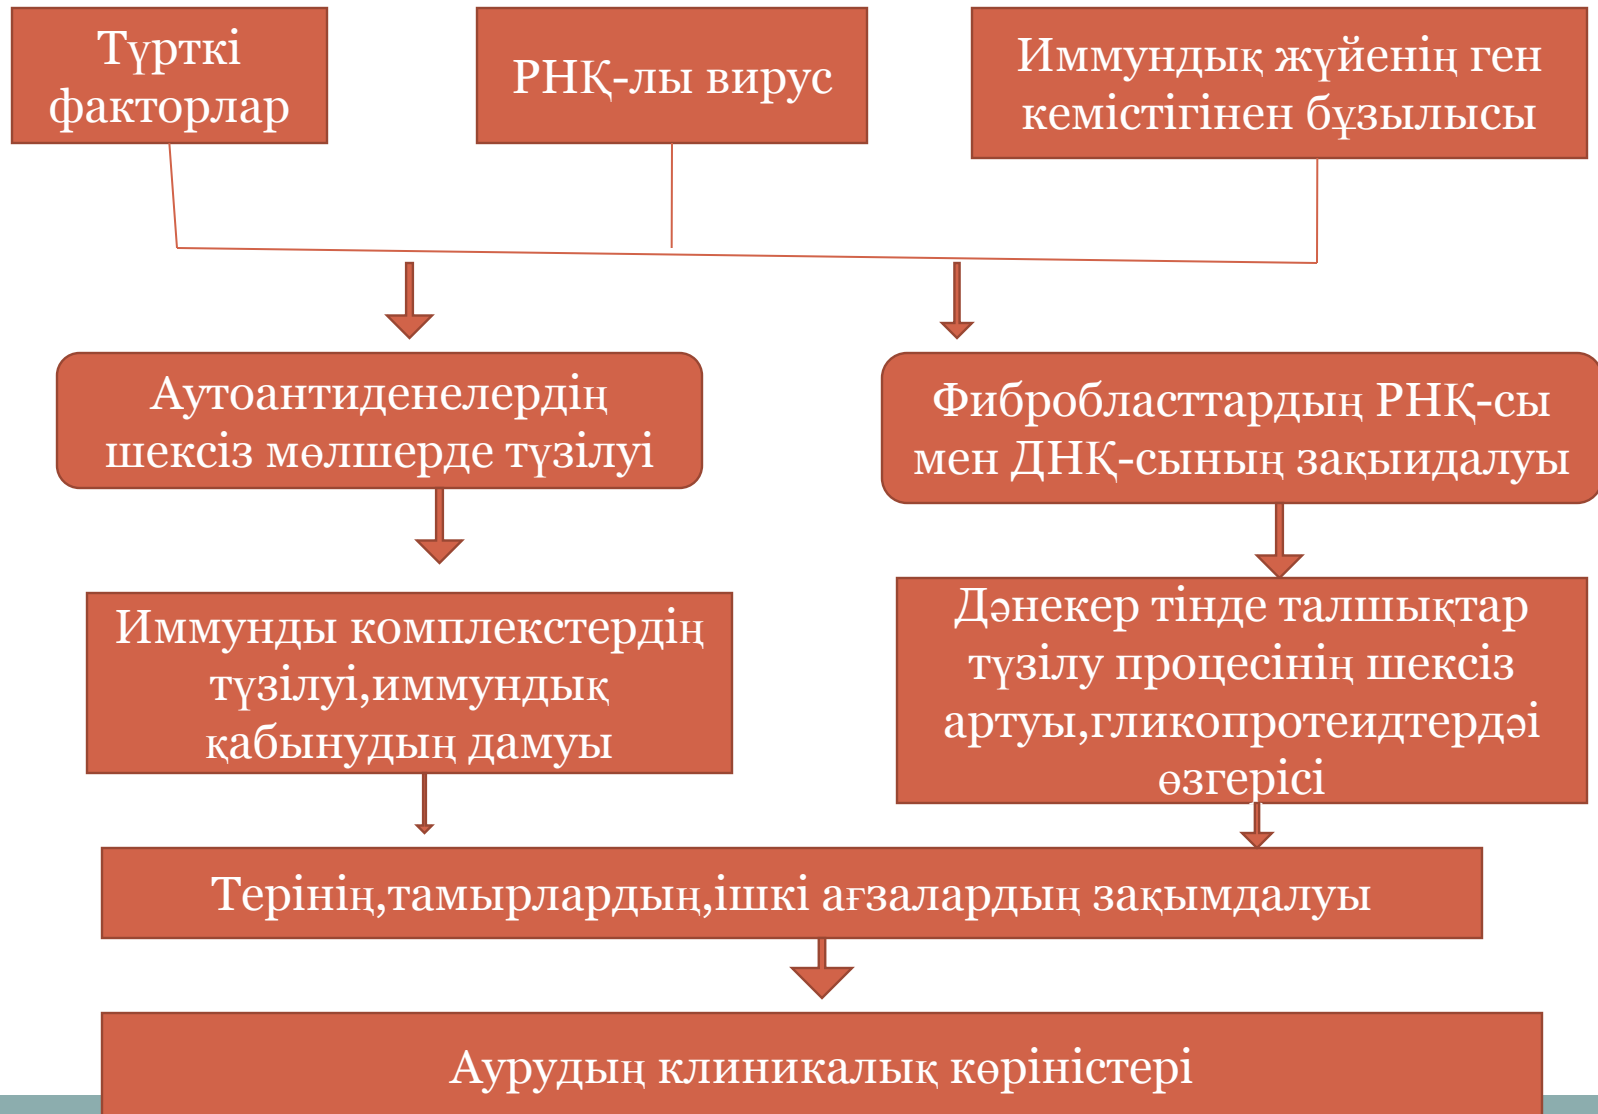 Түрткі
факторлар
РНҚ-лы вирус
Иммундық жүйенің ген
кемістігінен бұзылысы
Аутоантиденелердің
шексіз мөлшерде түзілуі
Фибробласттардың РНҚ-сы
мен ДНҚ-сының зақыидалуы
Иммунды комплекстердің
түзілуі,иммундық
қабынудың дамуы
Дәнекер тінде талшықтар
түзілу процесінің шексіз
артуы,гликопротеидтердәі
өзгерісі
Терінің,тамырлардың,ішкі ағзалардың зақымдалуы
Аурудың клиникалық көріністері